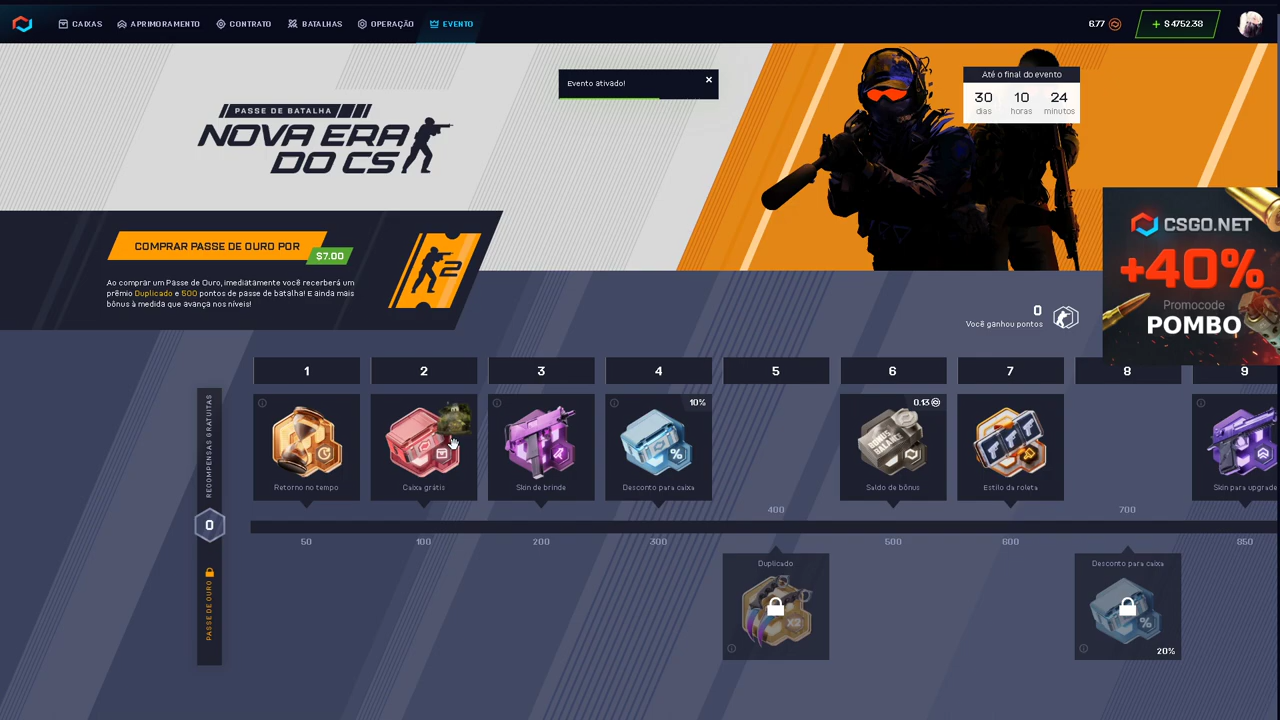 CAIXAS
APRIMORAMENTO
CONTRATO
BATALHAS
OPERAÇÃO
EVENTO
6.77
+ $ 4752.38
PASSE DE BATALHA
NOVA ERA
DO CS
Evento ativado!
Até o final do evento
30 10 24
dias horas minutos
COMPRAR PASSE DE OURO POR
$7.00
Ao comprar um Passe de Ouro, imediatamente você receberá um
prêmio Duplicado e 500 pontos de passe de batalha! E ainda mais
bônus à medida que avança nos níveis!
2
CSGO.NET
+40%
Promocode
POMBO
0
Você ganhou pontos
1 2 3 4 5 6 7 8 9
RECOMPENSAS GRATUITAS
10%
%
0.13
BONUS
BALANCE
Retorno no tempo
Caixa grátis
Skin de brinde
Desconto para caixa
Saldo de bônus
Estilo da roleta
Skin para upgrade
400
700
0
50 100 200 300 500 600 850
PASSE DE OURO
Duplicado
X2
Desconto para caixa
%
20%